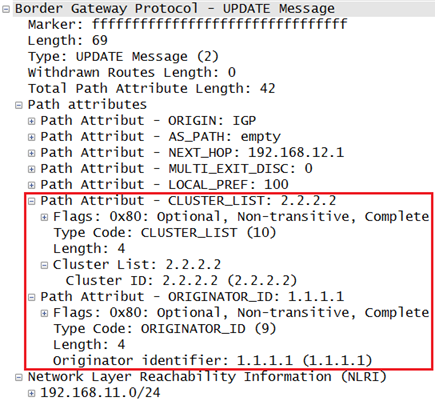 Border Gateway Protocol - UPDATE Message
Marker: ffffffffffffffffffffffffffffffff
Length: 69
Type: UPDATE Message (2)
Withdrawn Routes Length: 0
Total Path Attribute Length: 42
Path attributes
Path Attribut - ORIGIN: IGP
Path Attribut - AS_PATH: empty
Path Attribut - NEXT_HOP: 192.168.12.1
Path Attribut - MULTI_EXIT_DISC: 0
Path Attribut - LOCAL_PREF: 100
Path Attribut - CLUSTER_LIST: 2.2.2.2
Flags: 0x80: Optional, Non-transitive, Complete
Type Code: CLUSTER_LIST (10)
Length: 4
Cluster List: 2.2.2.2
Cluster ID: 2.2.2.2 (2.2.2.2)
Path Attribut - ORIGINATOR_ID: 1.1.1.1
Flags: 0x80: Optional, Non-transitive, Complete
Type Code: ORIGINATOR_ID (9)
Length: 4
Originator identifier: 1.1.1.1 (1.1.1.1)
Network Layer Reachability Information (NLRI)
192.168.11.0/24